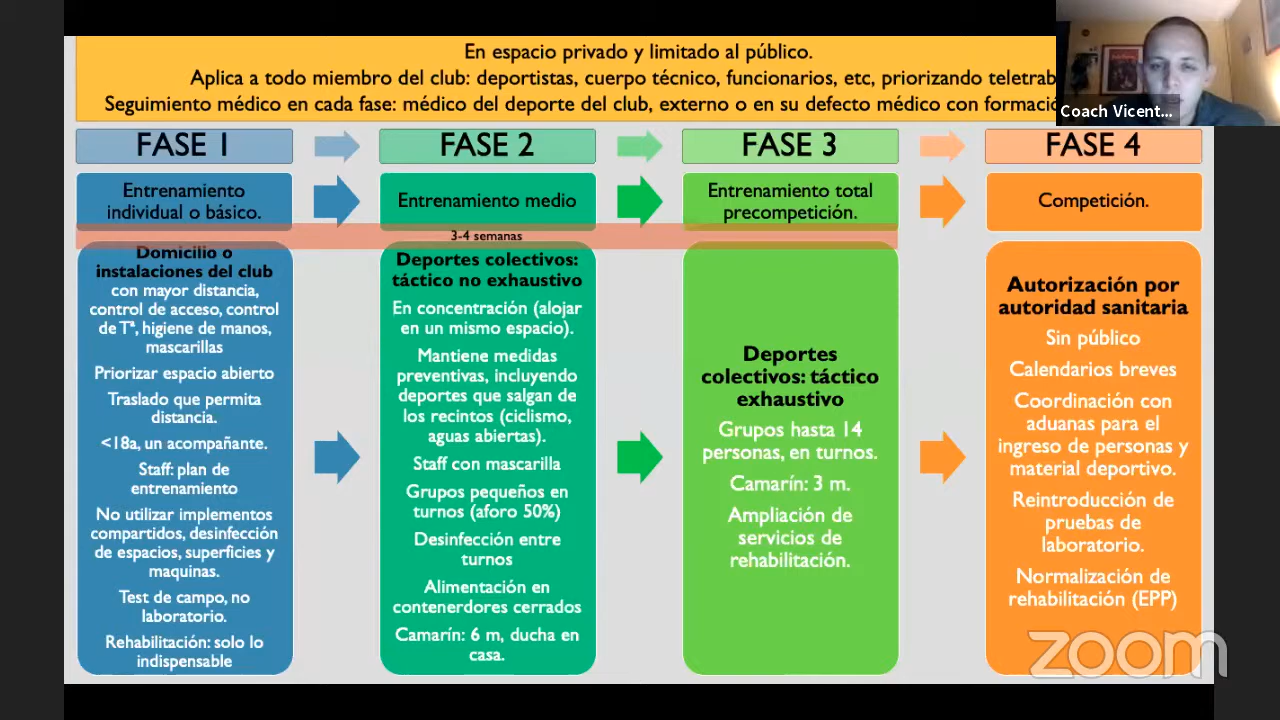 En espacio privado y limitado al público.
Aplica a todo miembro del club: deportistas, cuerpo técnico, funcionarios, etc, priorizando
Seguimiento médico en cada fase: médico del deporte del club, externo o en su defecto médico con
Coach Vicent...
FASE 1
FASE 2
FASE 3
FASE 4
Entrenamiento
individual o básico.
Entrenamiento medio
Entrenamiento total
precompetición.
Competición.
3-4 semanas
Domicilio o
instalaciones del club
con mayor distancia,
control de acceso, control
de Tª, higiene de manos,
mascarillas
Priorizar espacio abierto
Traslado que permita
distancia.
<18a, un acompañante.
Staff: plan de
entrenamiento
No utilizar implementos
compartidos, desinfección
de espacios, superficies y
maquinas.
Test de campo, no
laboratorio.
Rehabilitación: solo lo
indispensable
Deportes colectivos:
táctico no exhaustivo
En concentración (alojar
en un mismo espacio).
Mantiene medidas
preventivas, incluyendo
deportes que salgan de
los recintos (ciclismo,
aguas abiertas).
Staff con mascarilla
Grupos pequeños en
turnos (aforo 50%)
Desinfección entre
turnos
Alimentación en
contenerdores cerrados
Camarín: 6 m, ducha en
casa.
Deportes
colectivos: táctico
exhaustivo
Grupos hasta 14
personas, en turnos.
Camarín: 3 m.
Ampliación de
servicios de
rehabilitación.
Autorización por
autoridad sanitaria
Sin público
Calendarios breves
Coordinación con
aduanas para el
ingreso de personas y
material deportivo.
Reintroducción de
pruebas de
laboratorio.
Normalización de
rehabilitación (EPP)
zoom